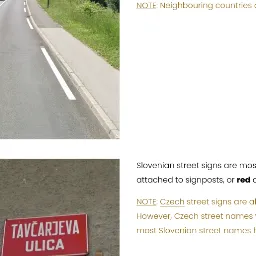 NOTE: Neighbouring countries
Slovenian street signs are mos
attached to signposts, or red
NOTE: Czech street signs are al
However, Czech street names
most Slovenian street names h
TAVČARJEVA
ULICA